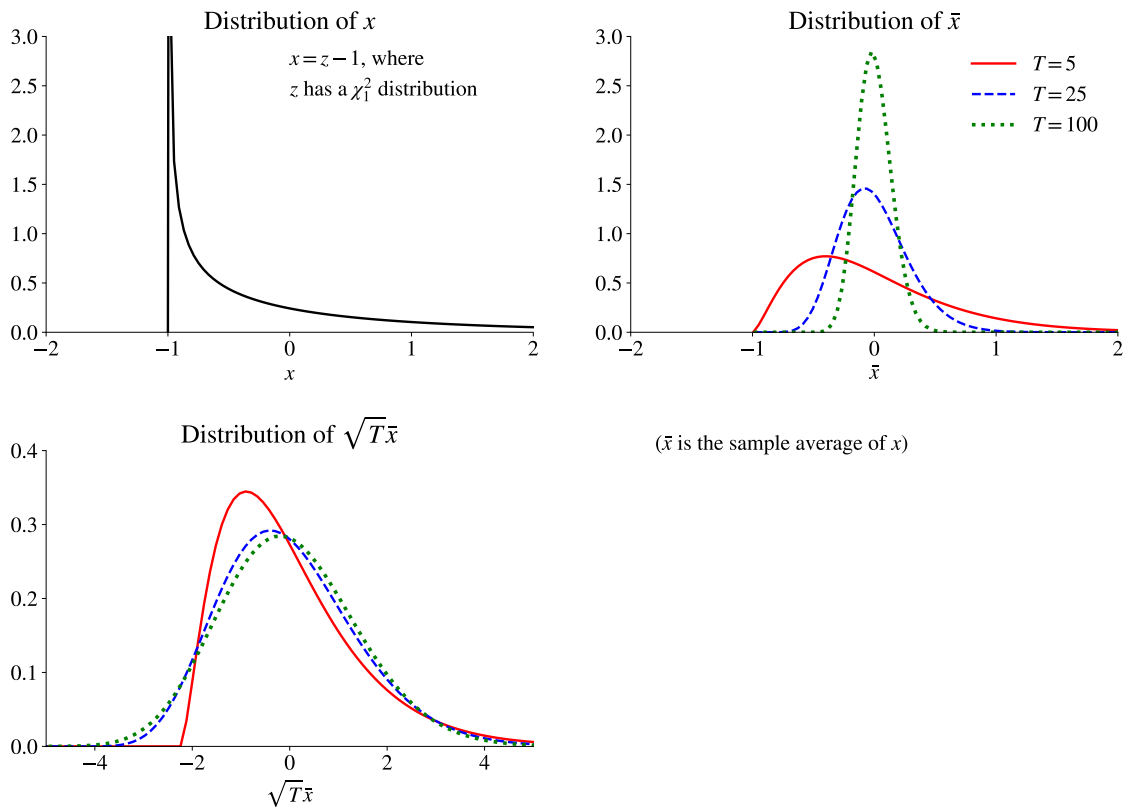 Distribution of x
3.0
2.5
2.0
1.5
1.0
0.5
0.0
x = z − 1, where
z has a χ₁² distribution
−2 −1 0 1 2
x
Distribution of x̄
3.0
2.5
2.0
1.5
1.0
0.5
0.0
T = 5
T = 25
T = 100
−2 −1 0 1 2
x̄
Distribution of √T x̄
0.4
0.3
0.2
0.1
0.0
−4 −2 0 2 4
√T x̄
(x̄ is the sample average of x)